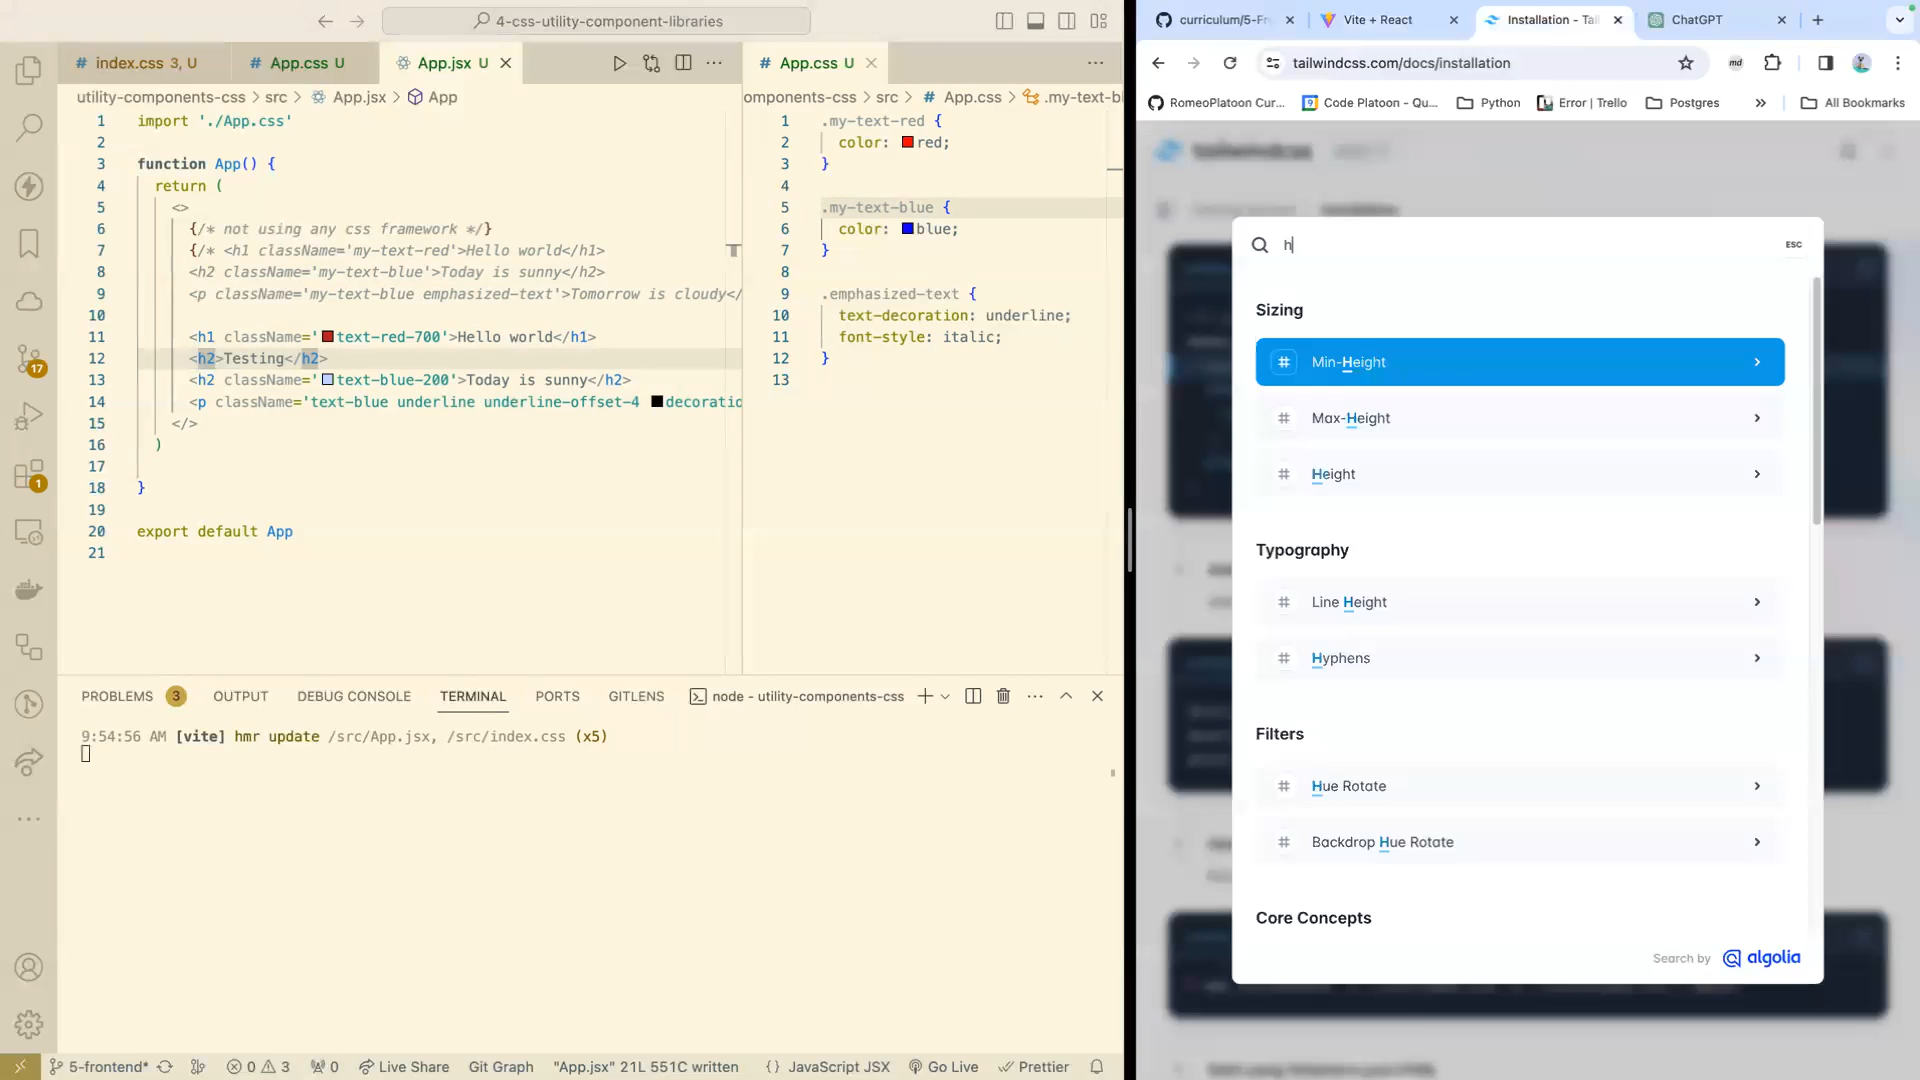 4-css-utility-component-libraries
# index.css 3, U
# App.css U
App.jsx U
# App.css U
utility-components-css > src > App.jsx > App
omponents-css > src > # App.css > .my-text-bl
1 import './App.css'
2
3 function App() {
4 return (
5 <>
6 {/* not using any css framework */}
7 {/* <h1 className='my-text-red'>Hello world</h1>
8 <h2 className='my-text-blue'>Today is sunny</h2>
9 <p className='my-text-blue emphasized-text'>Tomorrow is cloudy</
10
11 <h1 className='text-red-700'>Hello world</h1>
12 <h2>Testing</h2>
13 <h2 className='text-blue-200'>Today is sunny</h2>
14 <p className='text-blue underline underline-offset-4 decoratio
15 </>
16 )
17
18 }
19
20 export default App
21
1 .my-text-red {
2 color: red;
3 }
4
5 .my-text-blue {
6 color: blue;
7 }
8
9 .emphasized-text {
10 text-decoration: underline;
11 font-style: italic;
12 }
13
17
1
PROBLEMS 3 OUTPUT DEBUG CONSOLE TERMINAL PORTS GITLENS node - utility-components-css
9:54:56 AM [vite] hmr update /src/App.jsx, /src/index.css (x5)
5-frontend* 0 3 0 Live Share Git Graph "App.jsx" 21L 551C written {} JavaScript JSX Go Live Prettier
curriculum/5-Fr
Vite + React
Installation - Tai
ChatGPT
tailwindcss.com/docs/installation
md
RomeoPlatoon Cur...
Code Platoon - Qu...
Python
Error | Trello
Postgres
»
All Bookmarks
tailwindcss
h
ESC
Sizing
# Min-Height
# Max-Height
# Height
Typography
# Line Height
# Hyphens
Filters
# Hue Rotate
# Backdrop Hue Rotate
Core Concepts
Search by algolia